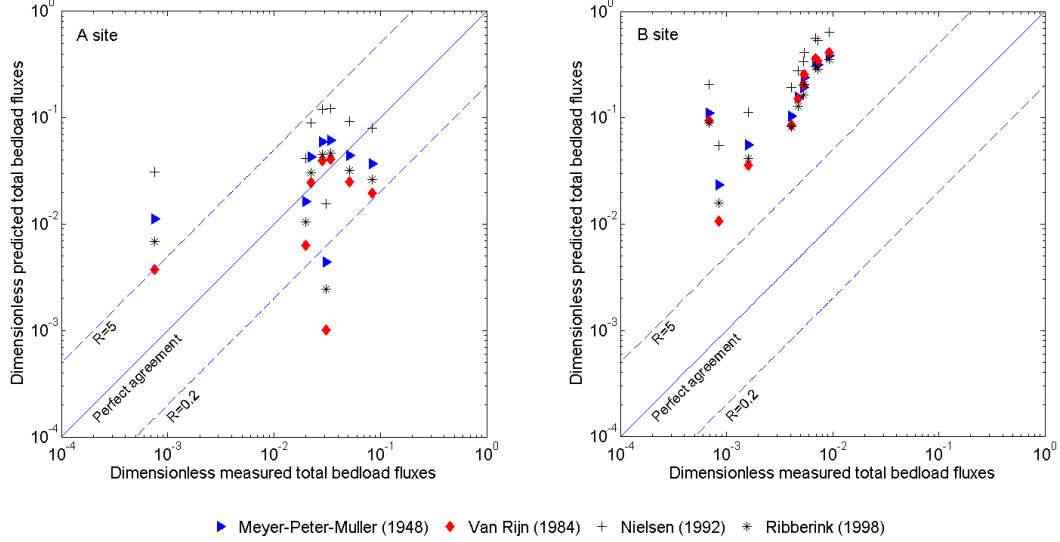 A site
Dimensionless predicted total bedload fluxes
10^0
10^-1
10^-2
10^-3
10^-4
R=5
Perfect agreement
R=0,2
10^-4
10^-3
10^-2
10^-1
10^0
Dimensionless measured total bedload fluxes
B site
Dimensionless predicted total bedload fluxes
10^0
10^-1
10^-2
10^-3
10^-4
R=5
Perfect agreement
R=0,2
10^-4
10^-3
10^-2
10^-1
10^0
Dimensionless measured total bedload fluxes
Meyer-Peter-Muller (1948)
Van Rijn (1984)
Nielsen (1992)
Ribberink (1998)